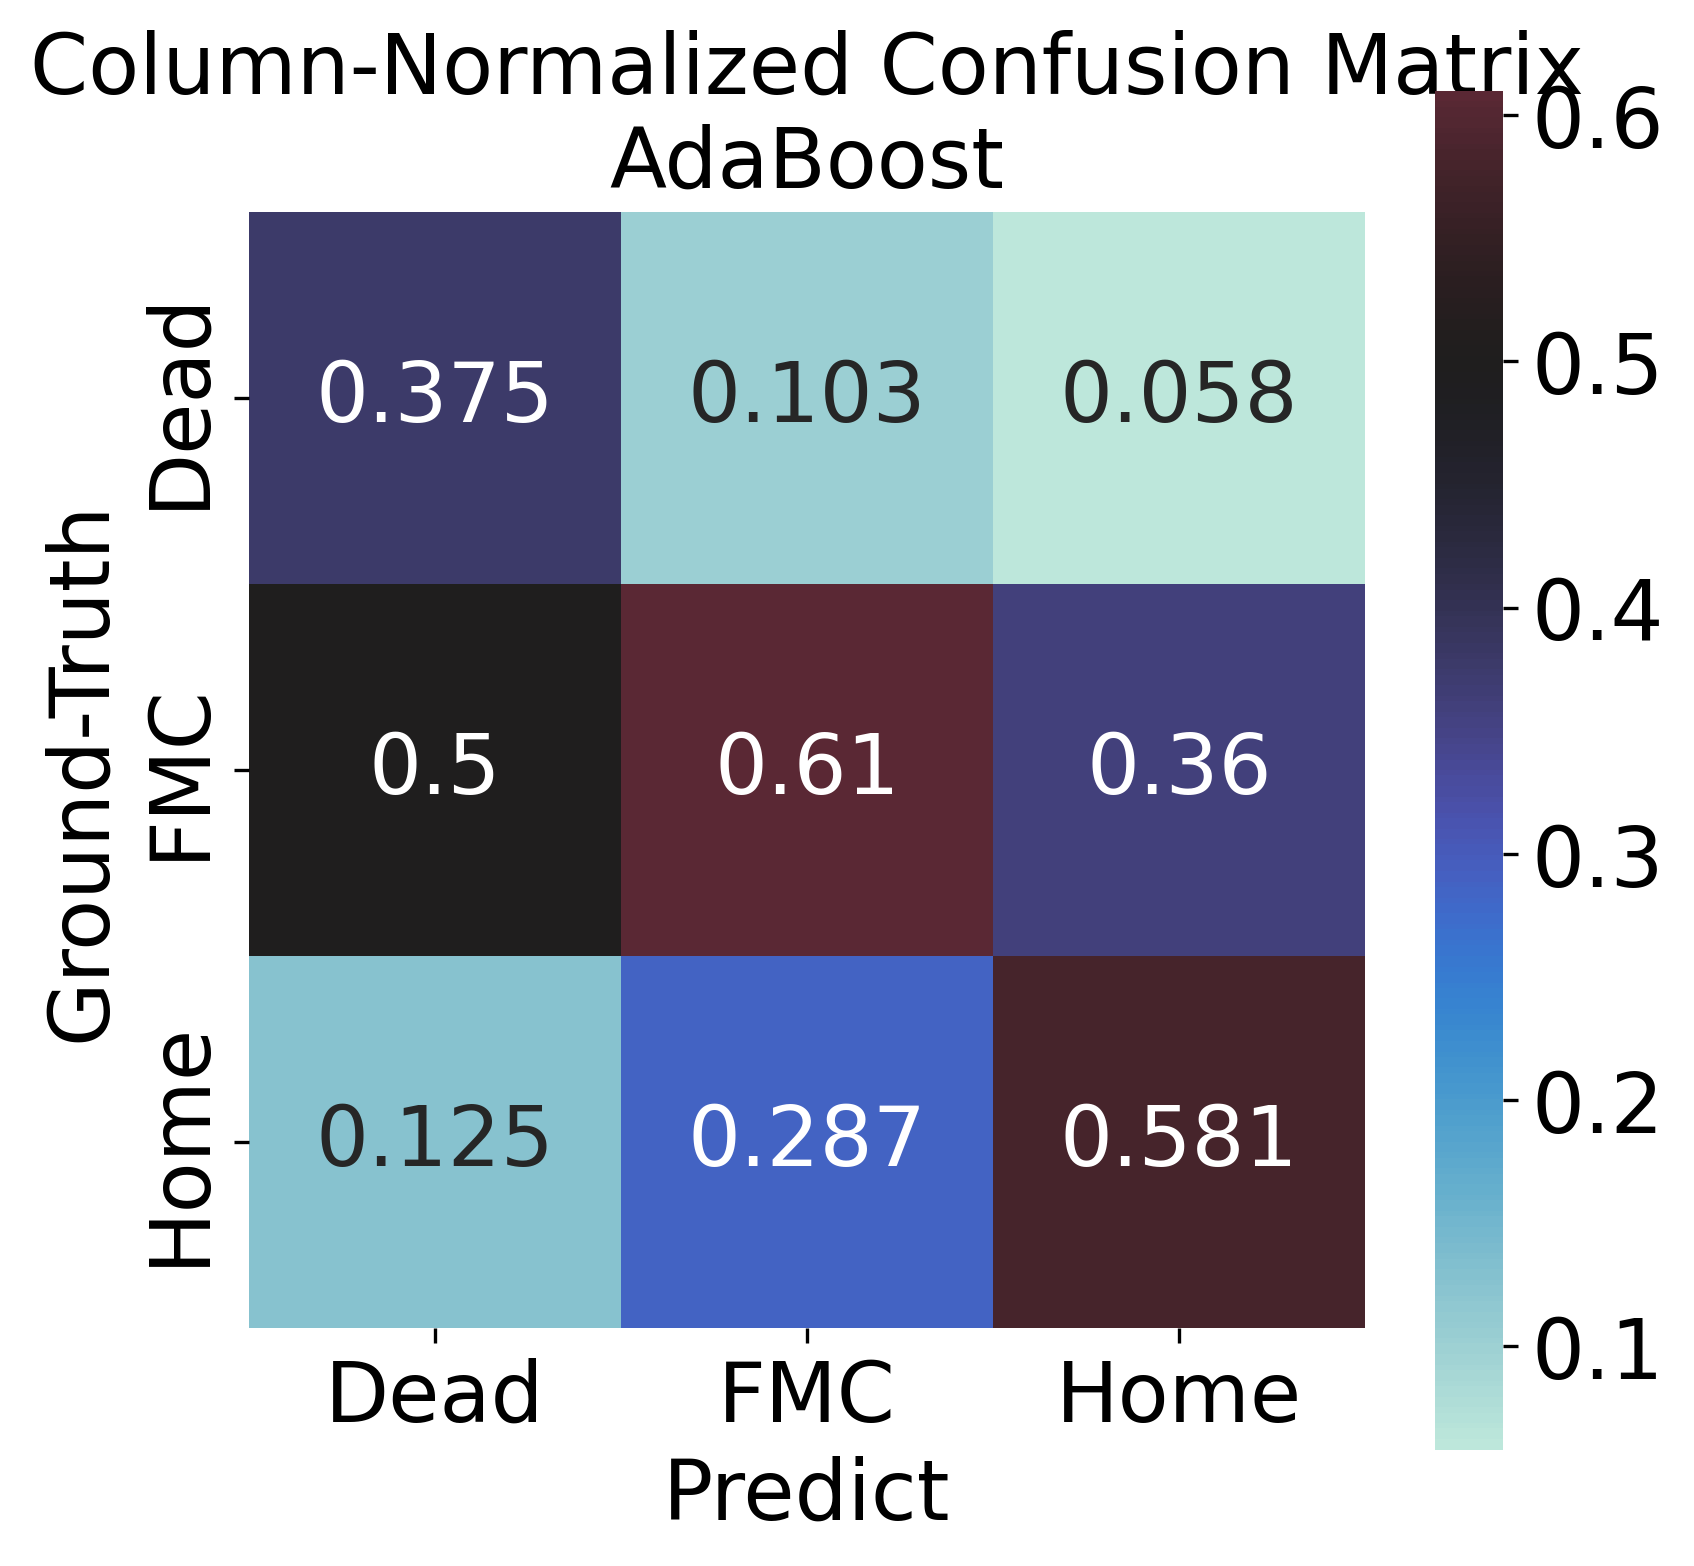 Column-Normalized Confusion Matrix
AdaBoost
Ground-Truth
Dead
0.375 0.103 0.058
FMC
0.5 0.61 0.36
Home
0.125 0.287 0.581
Dead FMC Home
Predict
0.6
0.5
0.4
0.3
0.2
0.1